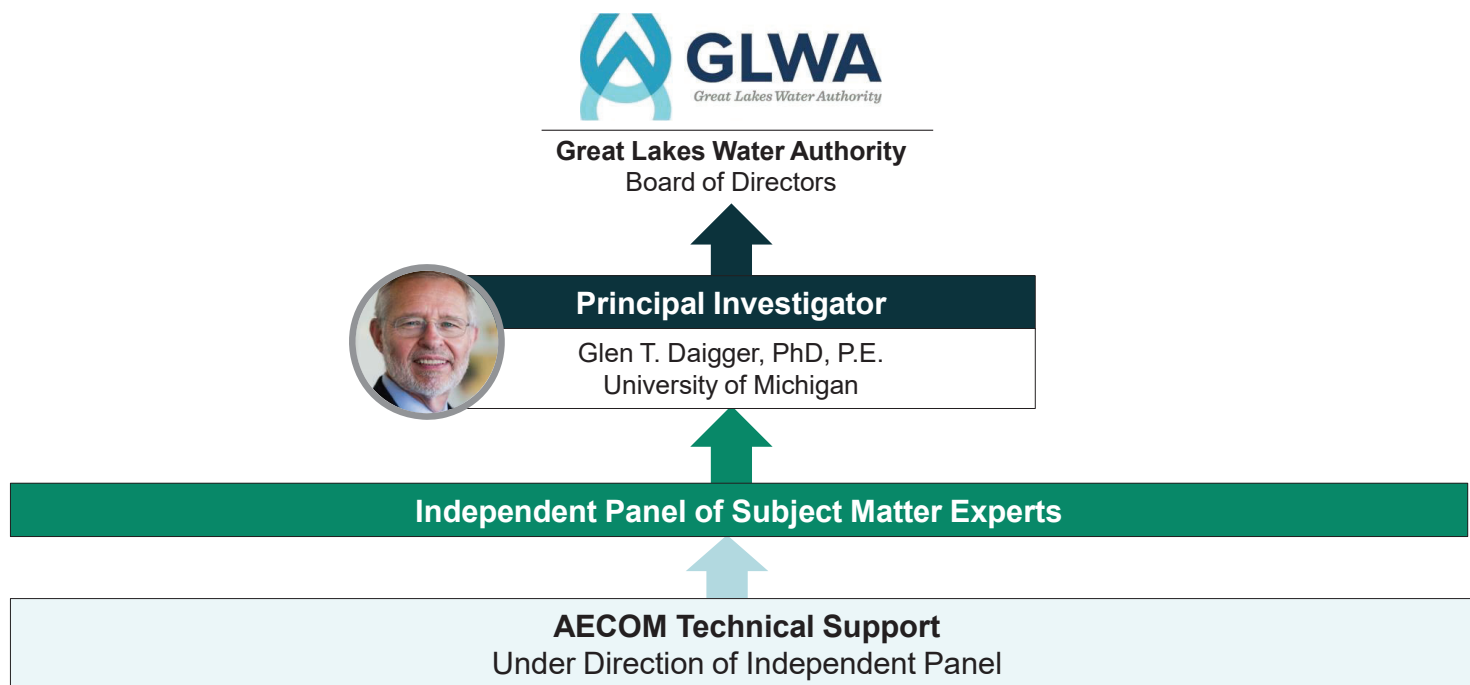 GLWA
Great Lakes Water Authority
Great Lakes Water Authority
Board of Directors
Principal Investigator
Glen T. Daigger, PhD, P.E.
University of Michigan
Independent Panel of Subject Matter Experts
AECOM Technical Support
Under Direction of Independent Panel